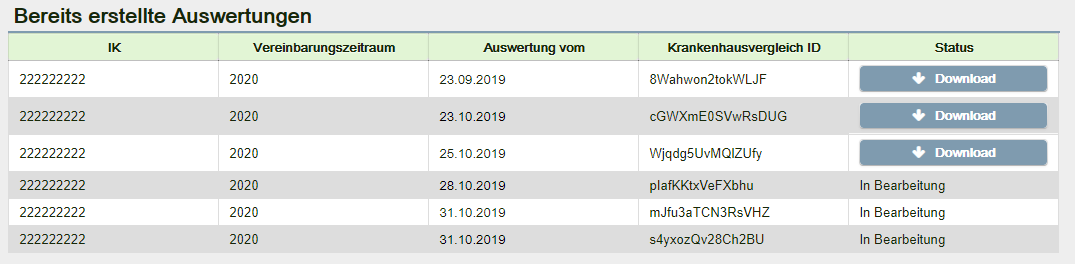 Bereits erstellte Auswertungen
IK Vereinbarungszeitraum Auswertung vom Krankenhausvergleich ID Status
222222222 2020 23.09.2019 8Wahwon2tokWLJF Download
222222222 2020 23.10.2019 cGWXmE0SVwRsDUG Download
222222222 2020 25.10.2019 Wjqdg5UvMQIZUfy Download
222222222 2020 28.10.2019 pIafKKtxVeFXbhu In Bearbeitung
222222222 2020 31.10.2019 mJfu3aTCN3RsVHZ In Bearbeitung
222222222 2020 31.10.2019 s4yxozQv28Ch2BU In Bearbeitung